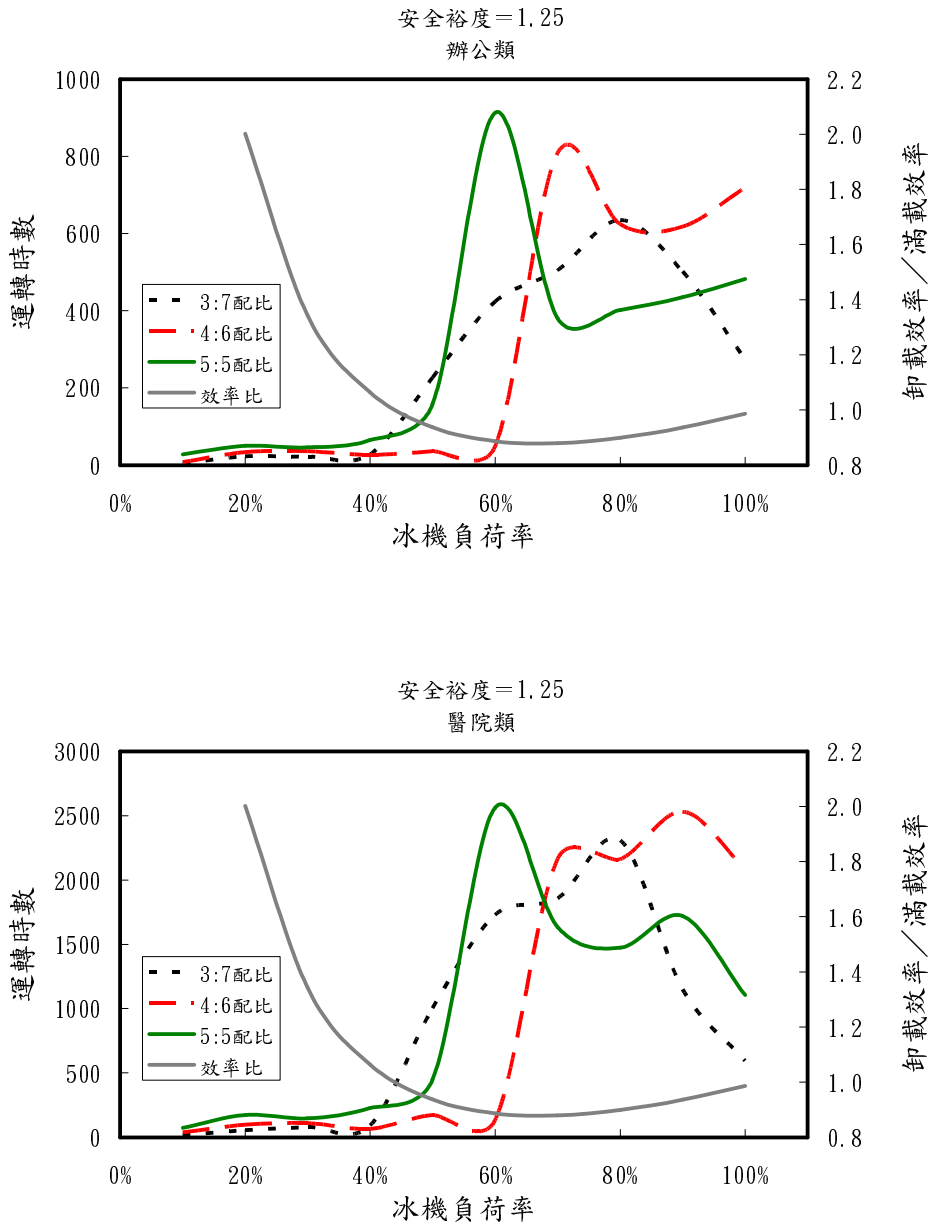 安全裕度＝1.25
辦公類
1000
800
600
400
200
0
2.2
2.0
1.8
1.6
1.4
1.2
1.0
0.8
運轉時數
卸載效率／滿載效率
3:7配比
4:6配比
5:5配比
效率比
0%
20%
40%
60%
80%
100%
冰機負荷率
安全裕度＝1.25
醫院類
3000
2500
2000
1500
1000
500
0
2.2
2.0
1.8
1.6
1.4
1.2
1.0
0.8
運轉時數
卸載效率／滿載效率
3:7配比
4:6配比
5:5配比
效率比
0%
20%
40%
60%
80%
100%
冰機負荷率